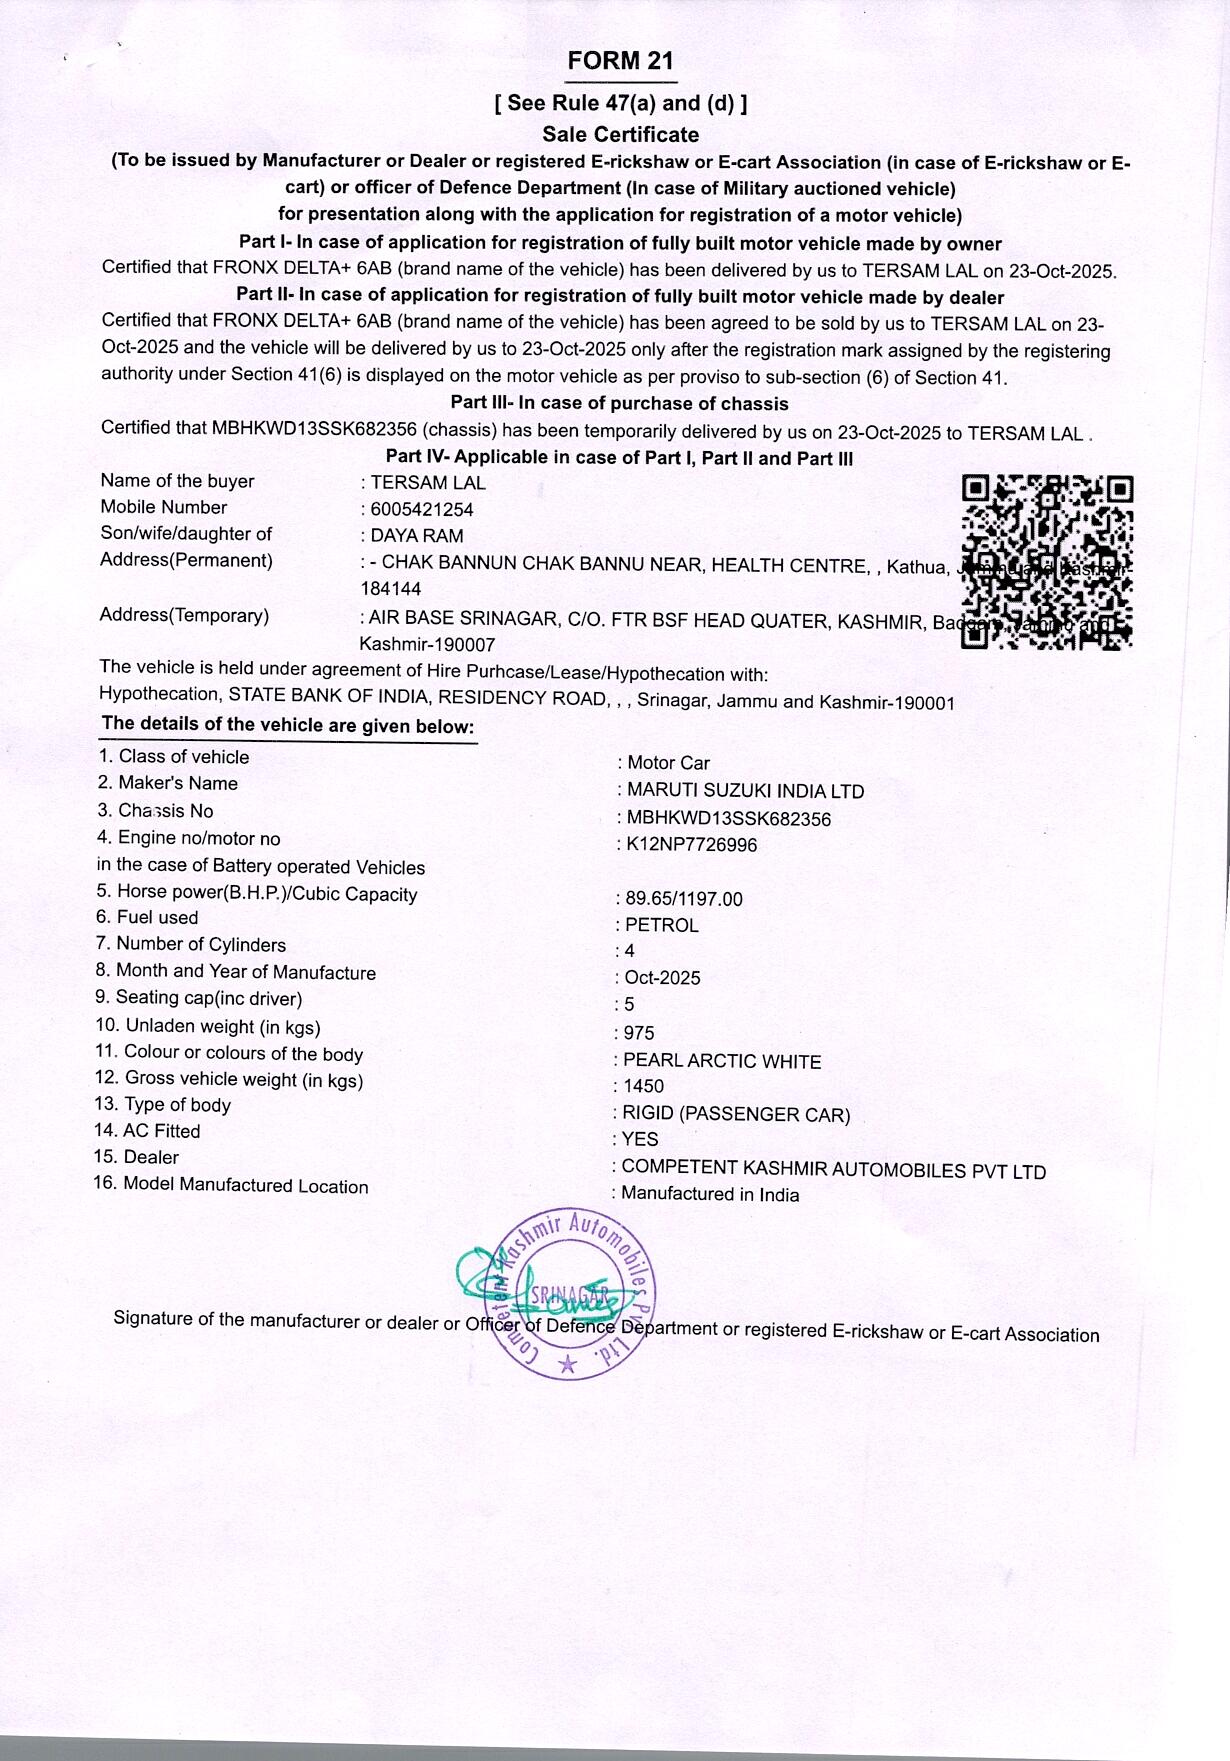 FORM 21
[ See Rule 47(a) and (d) ]
Sale Certificate
(To be issued by Manufacturer or Dealer or registered E-rickshaw or E-cart Association (in case of E-rickshaw or E-
cart) or officer of Defence Department (In case of Military auctioned vehicle)
for presentation along with the application for registration of a motor vehicle)
Part I- In case of application for registration of fully built motor vehicle made by owner
Certified that FRONX DELTA+ 6AB (brand name of the vehicle) has been delivered by us to TERSAM LAL on 23-Oct-2025.
Part II- In case of application for registration of fully built motor vehicle made by dealer
Certified that FRONX DELTA+ 6AB (brand name of the vehicle) has been agreed to be sold by us to TERSAM LAL on 23-
Oct-2025 and the vehicle will be delivered by us to 23-Oct-2025 only after the registration mark assigned by the registering
authority under Section 41(6) is displayed on the motor vehicle as per proviso to sub-section (6) of Section 41.
Part III- In case of purchase of chassis
Certified that MBHKWD13SSK682356 (chassis) has been temporarily delivered by us on 23-Oct-2025 to TERSAM LAL .
Part IV- Applicable in case of Part I, Part II and Part III
Name of the buyer : TERSAM LAL
Mobile Number : 6005421254
Son/wife/daughter of : DAYA RAM
Address(Permanent) : - CHAK BANNUN CHAK BANNU NEAR, HEALTH CENTRE, , Kathua, Jammu and Kashmir-
184144
Address(Temporary) : AIR BASE SRINAGAR, C/O. FTR BSF HEAD QUATER, KASHMIR, Badgam, Jammu and
Kashmir-190007
The vehicle is held under agreement of Hire Purhcase/Lease/Hypothecation with:
Hypothecation, STATE BANK OF INDIA, RESIDENCY ROAD, , , Srinagar, Jammu and Kashmir-190001
The details of the vehicle are given below:
1. Class of vehicle : Motor Car
2. Maker's Name : MARUTI SUZUKI INDIA LTD
3. Chassis No : MBHKWD13SSK682356
4. Engine no/motor no : K12NP7726996
in the case of Battery operated Vehicles
5. Horse power(B.H.P.)/Cubic Capacity : 89.65/1197.00
6. Fuel used : PETROL
7. Number of Cylinders : 4
8. Month and Year of Manufacture : Oct-2025
9. Seating cap(inc driver) : 5
10. Unladen weight (in kgs) : 975
11. Colour or colours of the body : PEARL ARCTIC WHITE
12. Gross vehicle weight (in kgs) : 1450
13. Type of body : RIGID (PASSENGER CAR)
14. AC Fitted : YES
15. Dealer : COMPETENT KASHMIR AUTOMOBILES PVT LTD
16. Model Manufactured Location : Manufactured in India
Competent Kashmir Automobiles Pvt. Ltd.
SRINAGAR
Signature of the manufacturer or dealer or Officer of Defence Department or registered E-rickshaw or E-cart Association